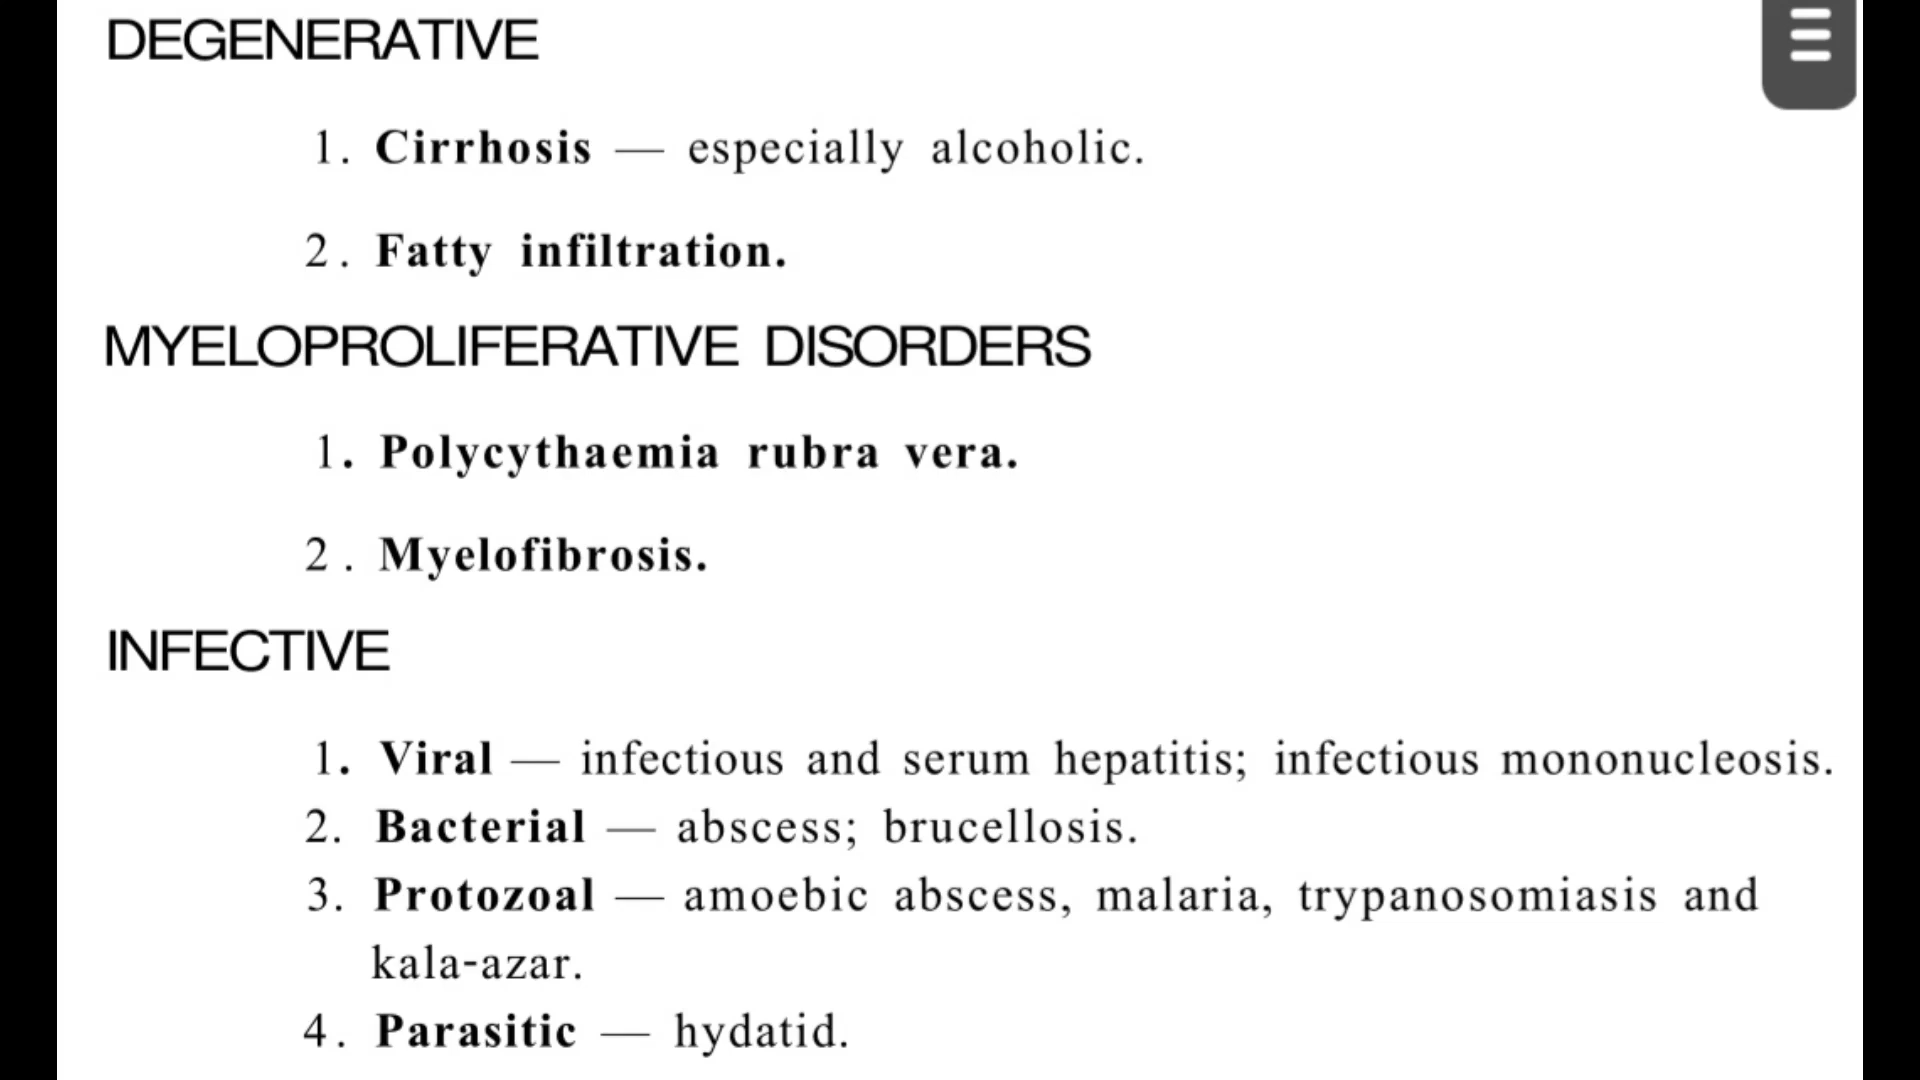 DEGENERATIVE
1. Cirrhosis — especially alcoholic.
2. Fatty infiltration.
MYELOPROLIFERATIVE DISORDERS
1. Polycythaemia rubra vera.
2. Myelofibrosis.
INFECTIVE
1. Viral — infectious and serum hepatitis; infectious mononucleosis.
2. Bacterial — abscess; brucellosis.
3. Protozoal — amoebic abscess, malaria, trypanosomiasis and
kala-azar.
4. Parasitic — hydatid.